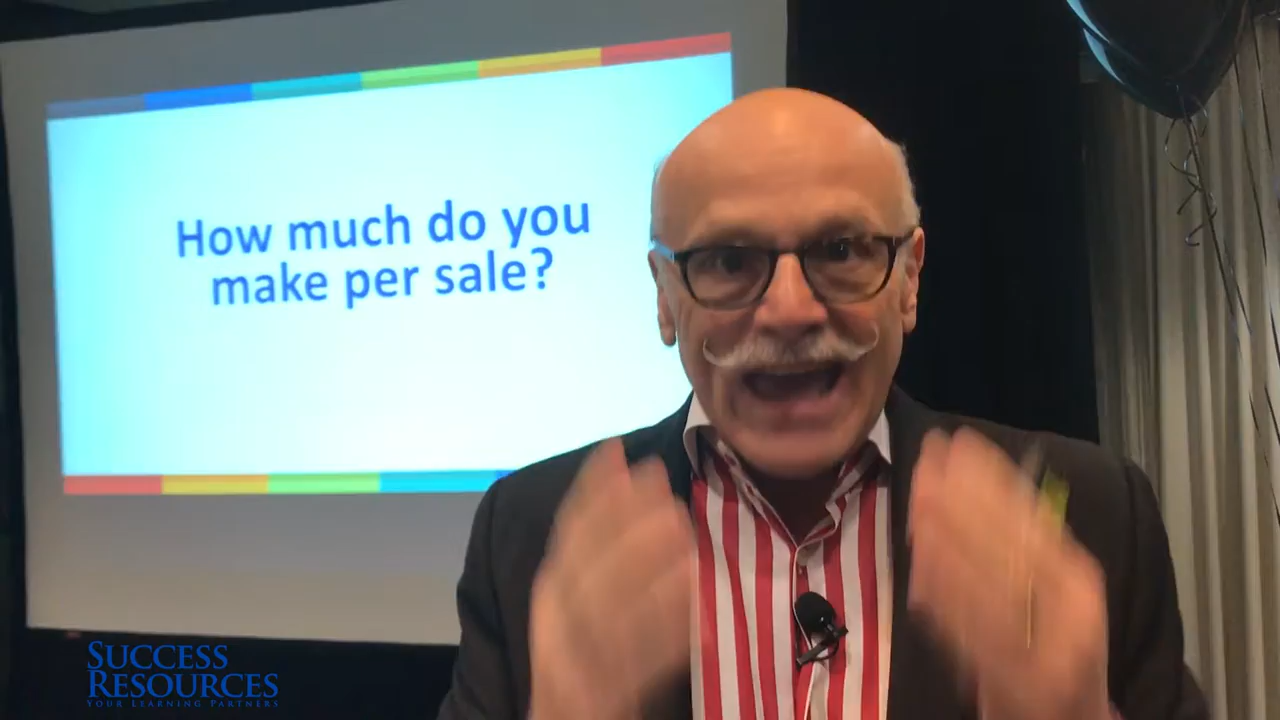 How much do you
make per sale?
SUCCESS
RESOURCES
YOUR LEARNING PARTNERS